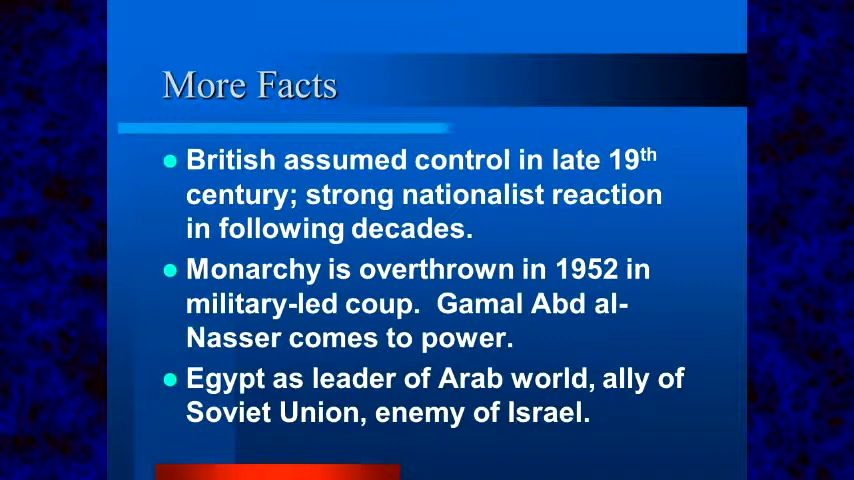 More Facts
● British assumed control in late 19th
century; strong nationalist reaction
in following decades.
● Monarchy is overthrown in 1952 in
military-led coup.  Gamal Abd al-
Nasser comes to power.
● Egypt as leader of Arab world, ally of
Soviet Union, enemy of Israel.